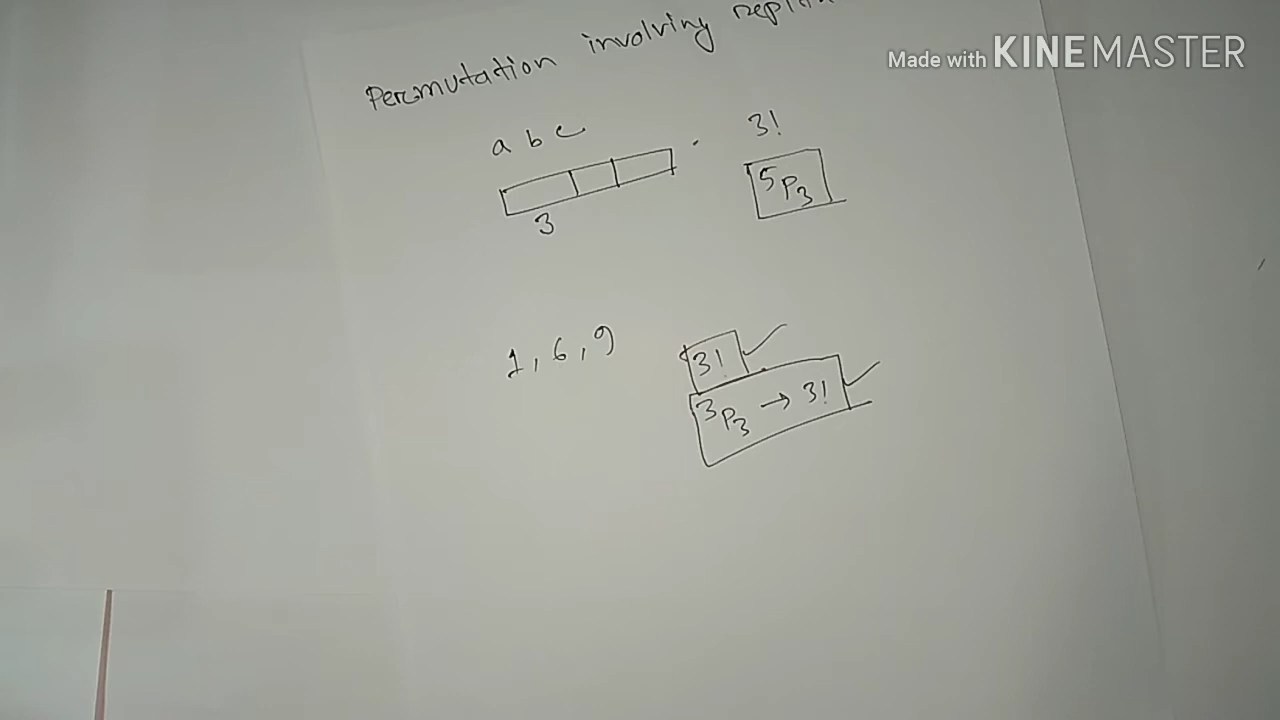 Made with KINEMASTER
Permutation involving
a b c
3!
3
5P3
1, 6, 9
3!
3P3 → 3!